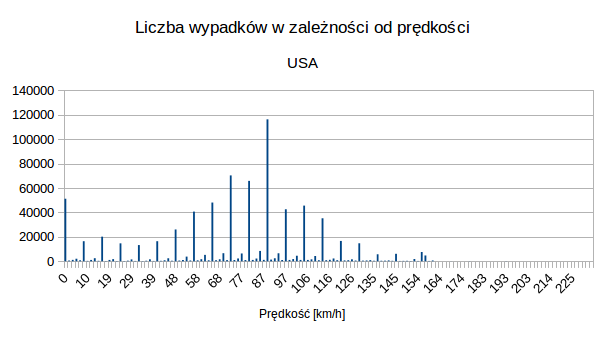 Liczba wypadków w zależności od prędkości
USA
140000
120000
100000
80000
60000
40000
20000
0
0 10 19 29 39 48 58 68 77 87 97 106 116 126 135 145 154 164 174 183 193 203 214 225
Prędkość [km/h]